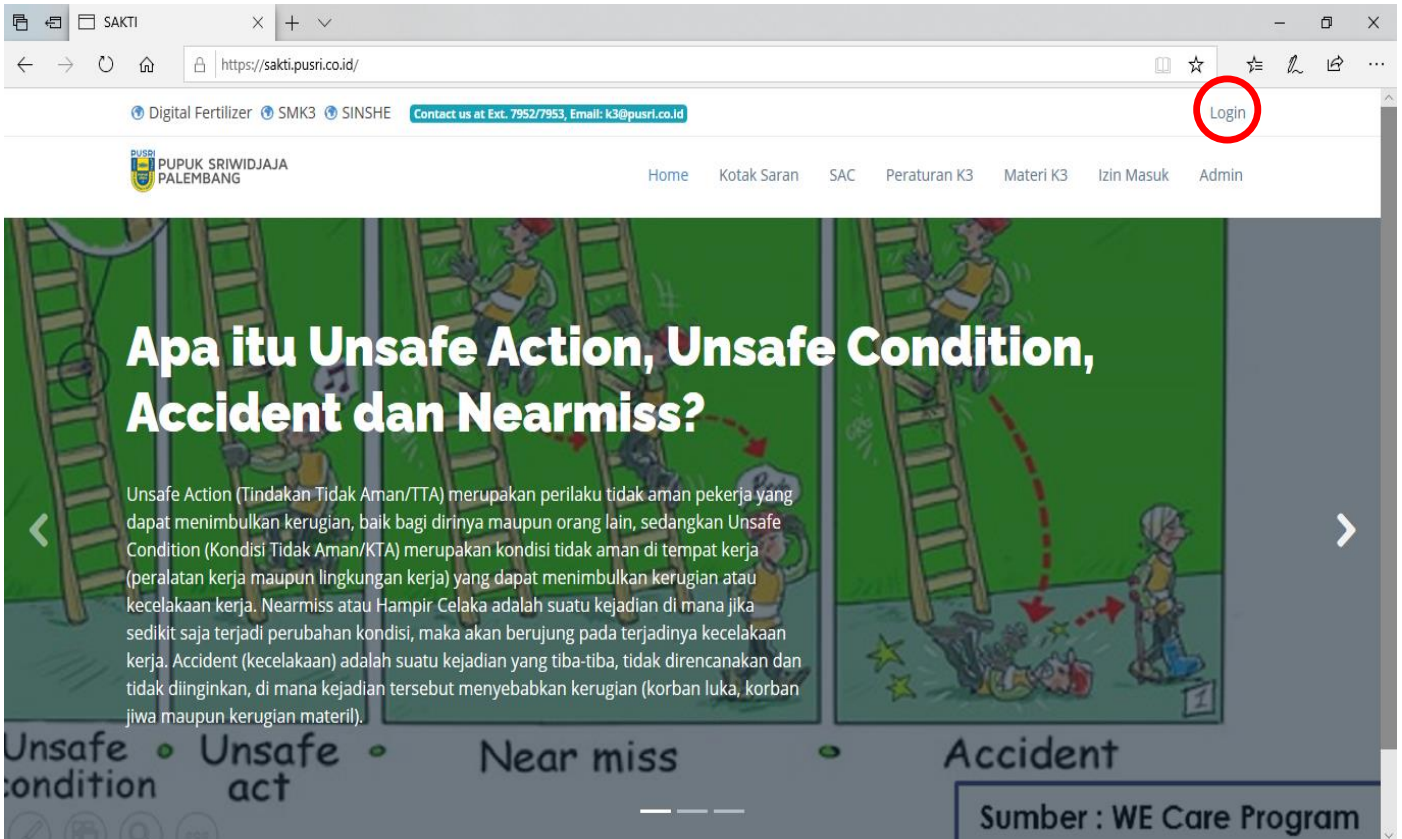 SAKTI
https://sakti.pusri.co.id/
Digital Fertilizer SMK3 SINSHE Contact us at Ext. 7952/7953, Email: k3@pusri.co.id Login
PUSRI
PUPUK SRIWIDJAJA
PALEMBANG
Home Kotak Saran SAC Peraturan K3 Materi K3 Izin Masuk Admin
Apa itu Unsafe Action, Unsafe Condition,
Accident dan Nearmiss?
Unsafe Action (Tindakan Tidak Aman/TTA) merupakan perilaku tidak aman pekerja yang
dapat menimbulkan kerugian, baik bagi dirinya maupun orang lain, sedangkan Unsafe
Condition (Kondisi Tidak Aman/KTA) merupakan kondisi tidak aman di tempat kerja
(peralatan kerja maupun lingkungan kerja) yang dapat menimbulkan kerugian atau
kecelakaan kerja. Nearmiss atau Hampir Celaka adalah suatu kejadian di mana jika
sedikit saja terjadi perubahan kondisi, maka akan berujung pada terjadinya kecelakaan
kerja. Accident (kecelakaan) adalah suatu kejadian yang tiba-tiba, tidak direncanakan dan
tidak diinginkan, di mana kejadian tersebut menyebabkan kerugian (korban luka, korban
jiwa maupun kerugian materil).
1
Unsafe condition
Unsafe act
Near miss
Accident
Sumber : WE Care Program